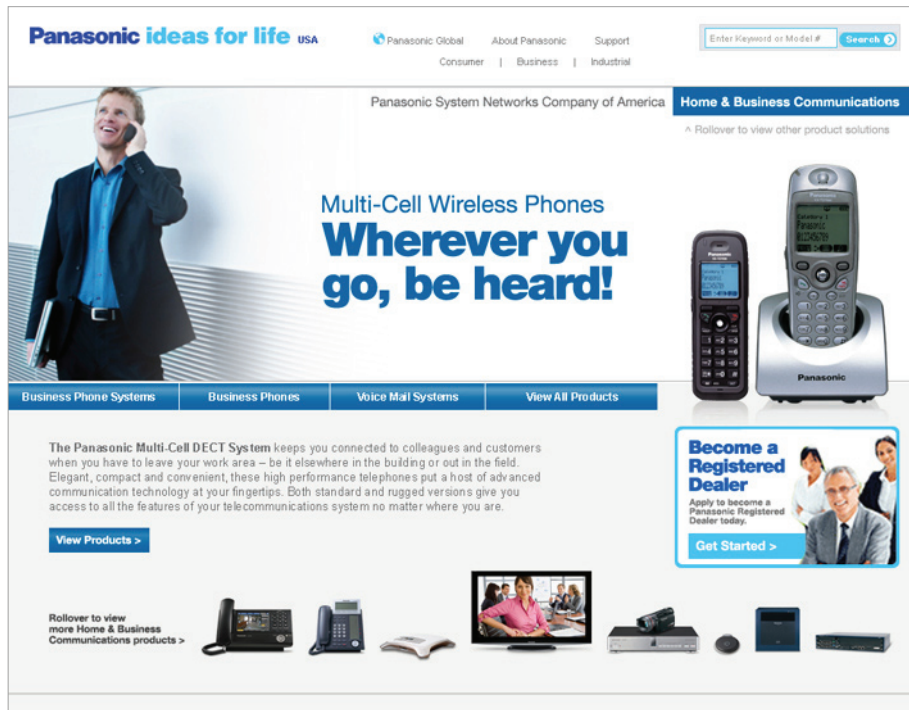 Panasonic ideas for life USA
Panasonic Global About Panasonic Support
Enter Keyword or Model # Search
Consumer | Business | Industrial
Panasonic System Networks Company of America Home & Business Communications
^ Rollover to view other product solutions
Multi-Cell Wireless Phones
Wherever you
go, be heard!
Panasonic
Panasonic
Panasonic
Business Phone Systems Business Phones Voice Mail Systems View All Products
The Panasonic Multi-Cell DECT System keeps you connected to colleagues and customers
when you have to leave your work area – be it elsewhere in the building or out in the field.
Elegant, compact and convenient, these high performance telephones put a host of advanced
communication technology at your fingertips. Both standard and rugged versions give you
access to all the features of your telecommunications system no matter where you are.
View Products >
Become a
Registered
Dealer
Apply to become a
Panasonic Registered
Dealer today.
Get Started >
Rollover to view
more Home & Business
Communications products >